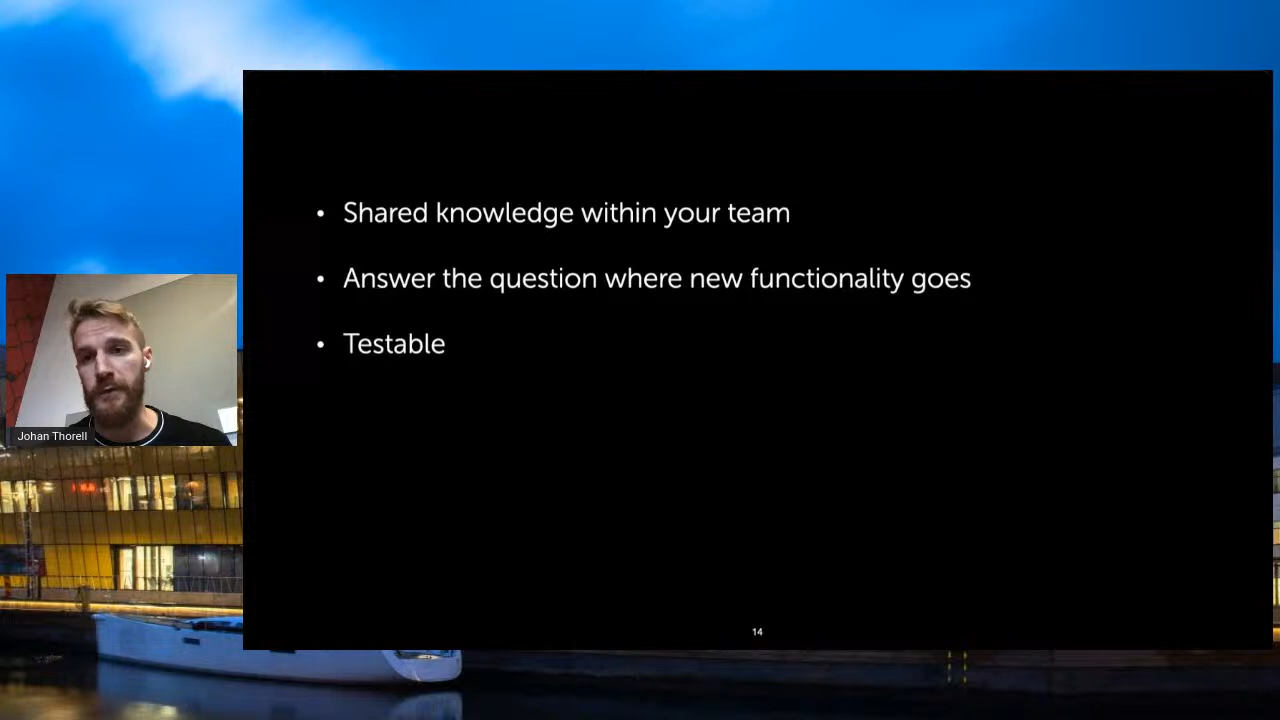 • Shared knowledge within your team
• Answer the question where new functionality goes
• Testable
Johan Thorell
14